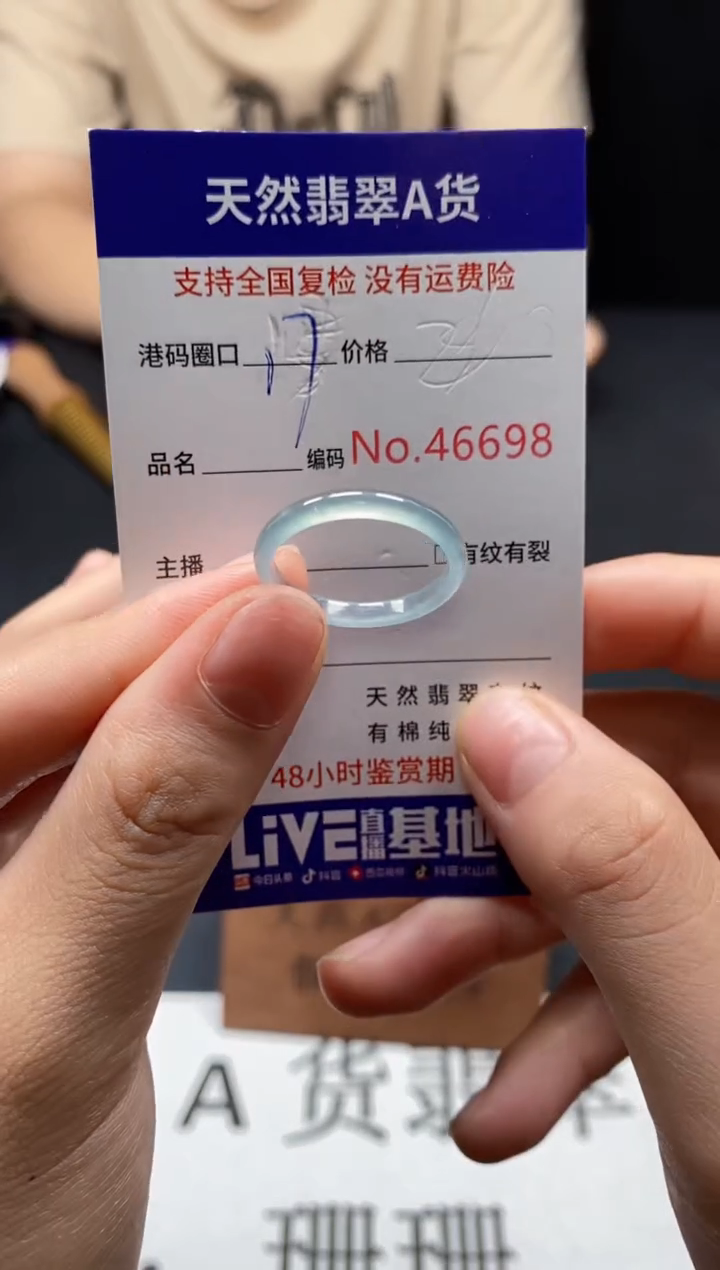 天然翡翠A货
支持全国复检 没有运费险
港码圈口 17 价格
品名 编码 No.46698
主播 □有纹有裂
天然翡翠
有棉纯
48小时鉴赏期
LiVE直播基地
今日头条 抖音 西瓜视频 抖音火山
A货翡翠
珊珊